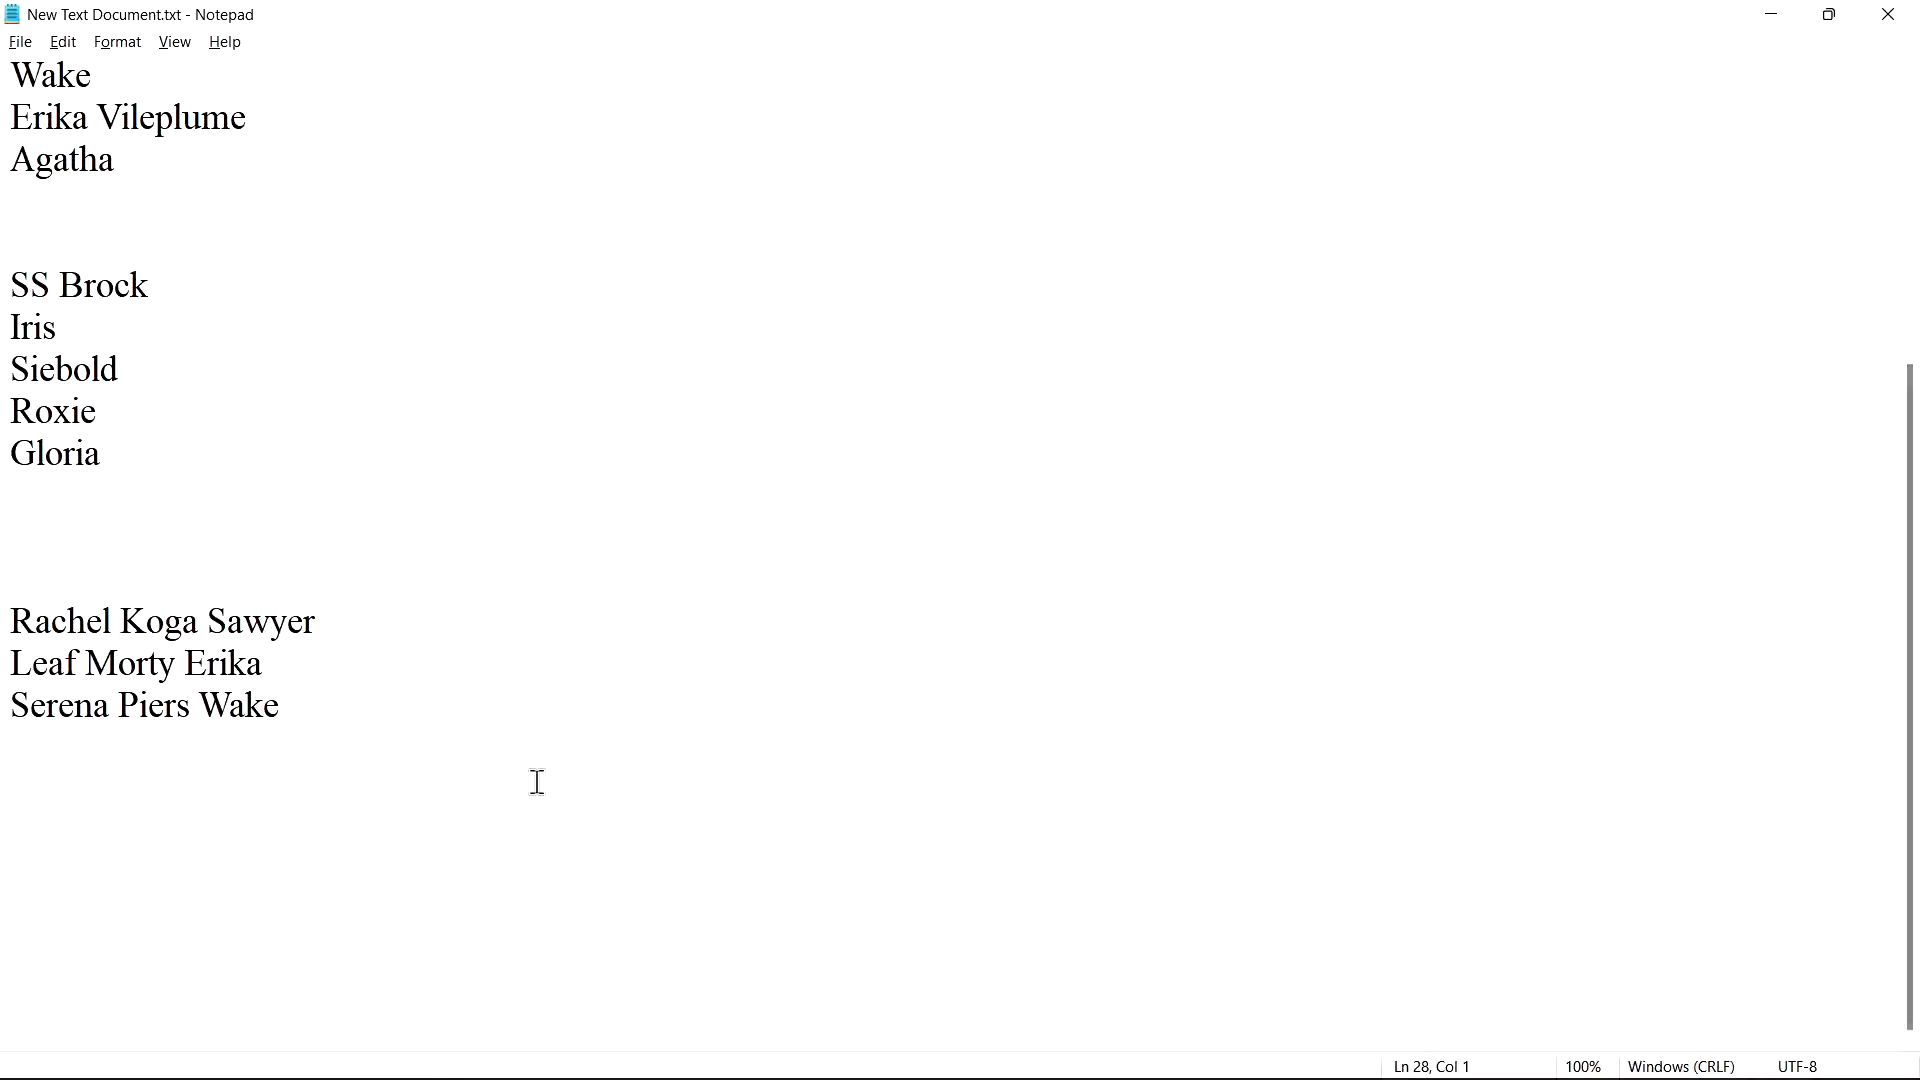 New Text Document.txt - Notepad
File Edit Format View Help
Wake
Erika Vileplume
Agatha
SS Brock
Iris
Siebold
Roxie
Gloria
Rachel Koga Sawyer
Leaf Morty Erika
Serena Piers Wake
Ln 28, Col 1 100% Windows (CRLF) UTF-8